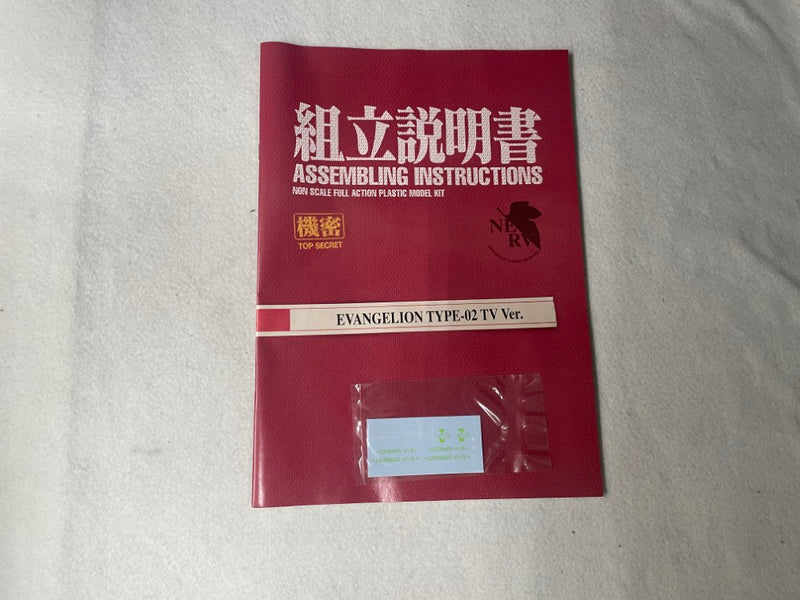 組立説明書
ASSEMBLING INSTRUCTIONS
NON SCALE FULL ACTION PLASTIC MODEL KIT
機密
TOP SECRET
NERV
EVANGELION TYPE-02 TV Ver.